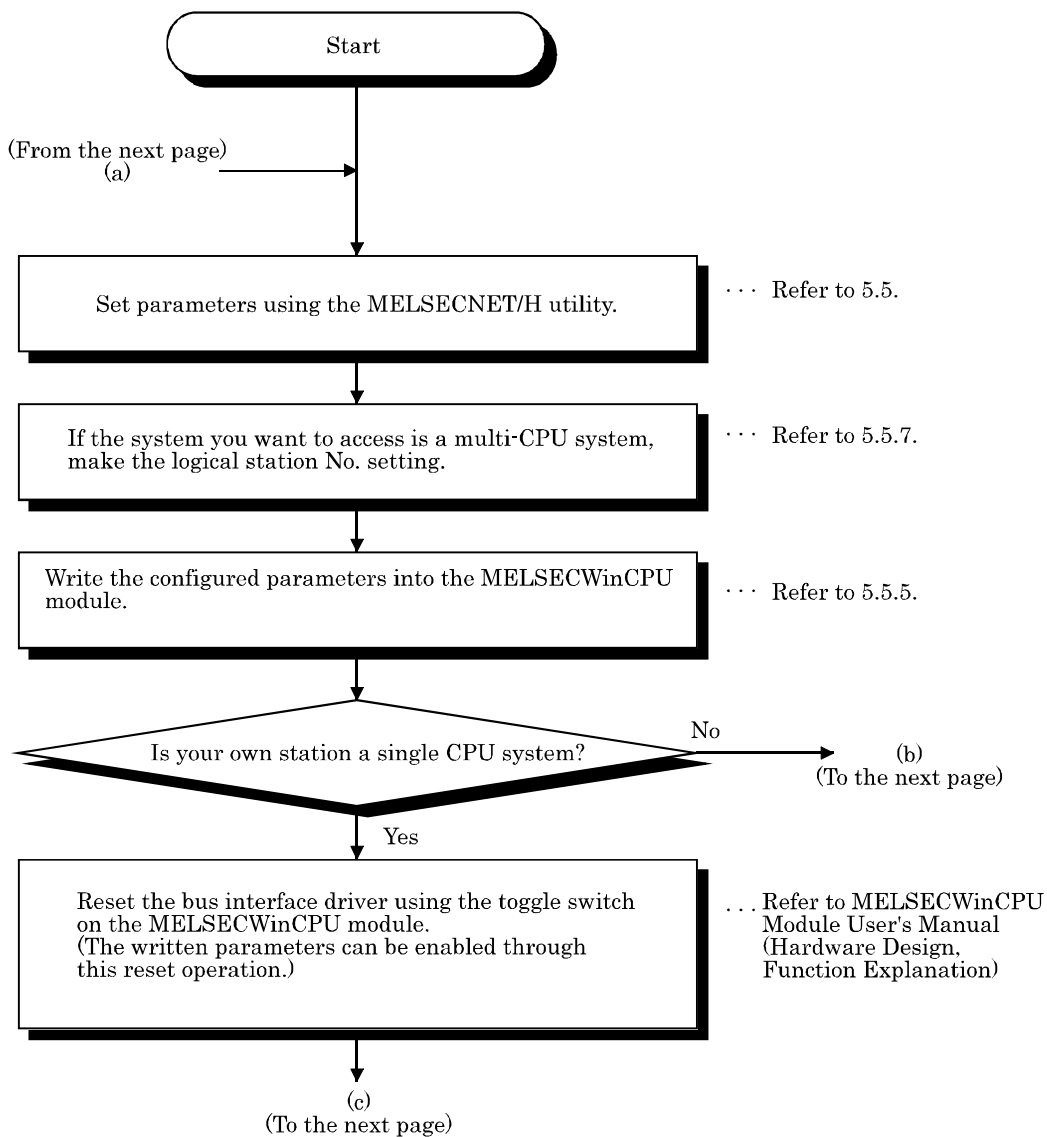 Start
(From the next page)
(a)
Set parameters using the MELSECNET/H utility.
··· Refer to 5.5.
If the system you want to access is a multi-CPU system,
make the logical station No. setting.
··· Refer to 5.5.7.
Write the configured parameters into the MELSECWinCPU
module.
··· Refer to 5.5.5.
Is your own station a single CPU system?
No
(b)
(To the next page)
Yes
Reset the bus interface driver using the toggle switch
on the MELSECWinCPU module.
(The written parameters can be enabled through
this reset operation.)
··· Refer to MELSECWinCPU
Module User's Manual
(Hardware Design,
Function Explanation)
(c)
(To the next page)